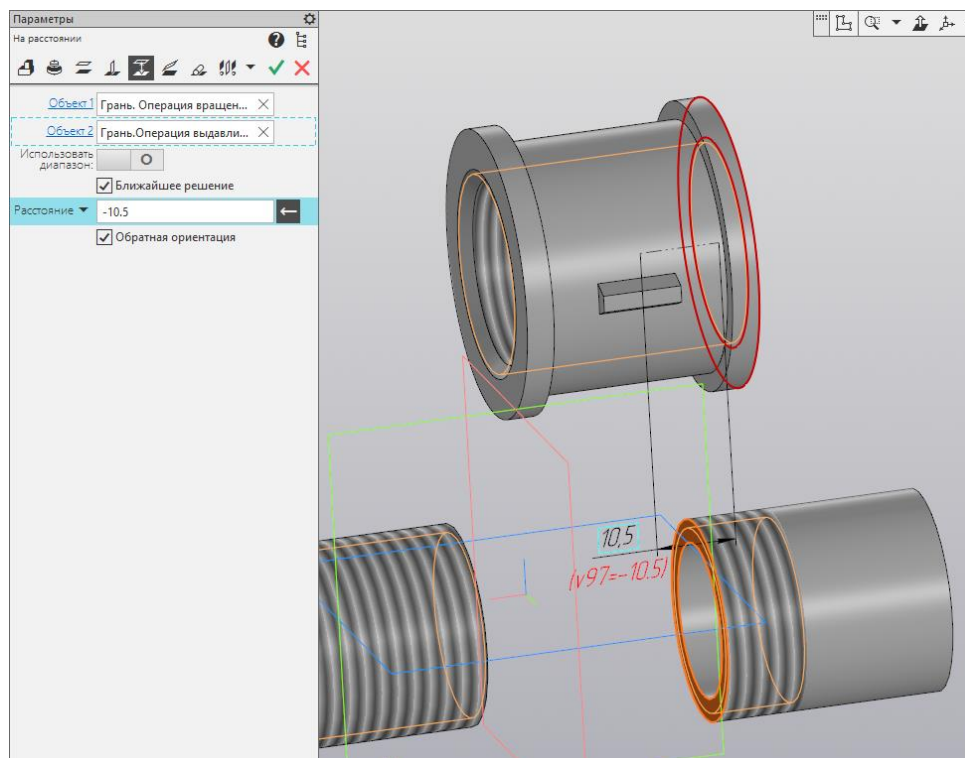 Параметры
На расстоянии
Объект 1 Грань. Операция вращен...
Объект 2 Грань.Операция выдавли...
Использовать
диапазон:
Ближайшее решение
Расстояние -10.5
Обратная ориентация
10,5
(v97=-10.5)